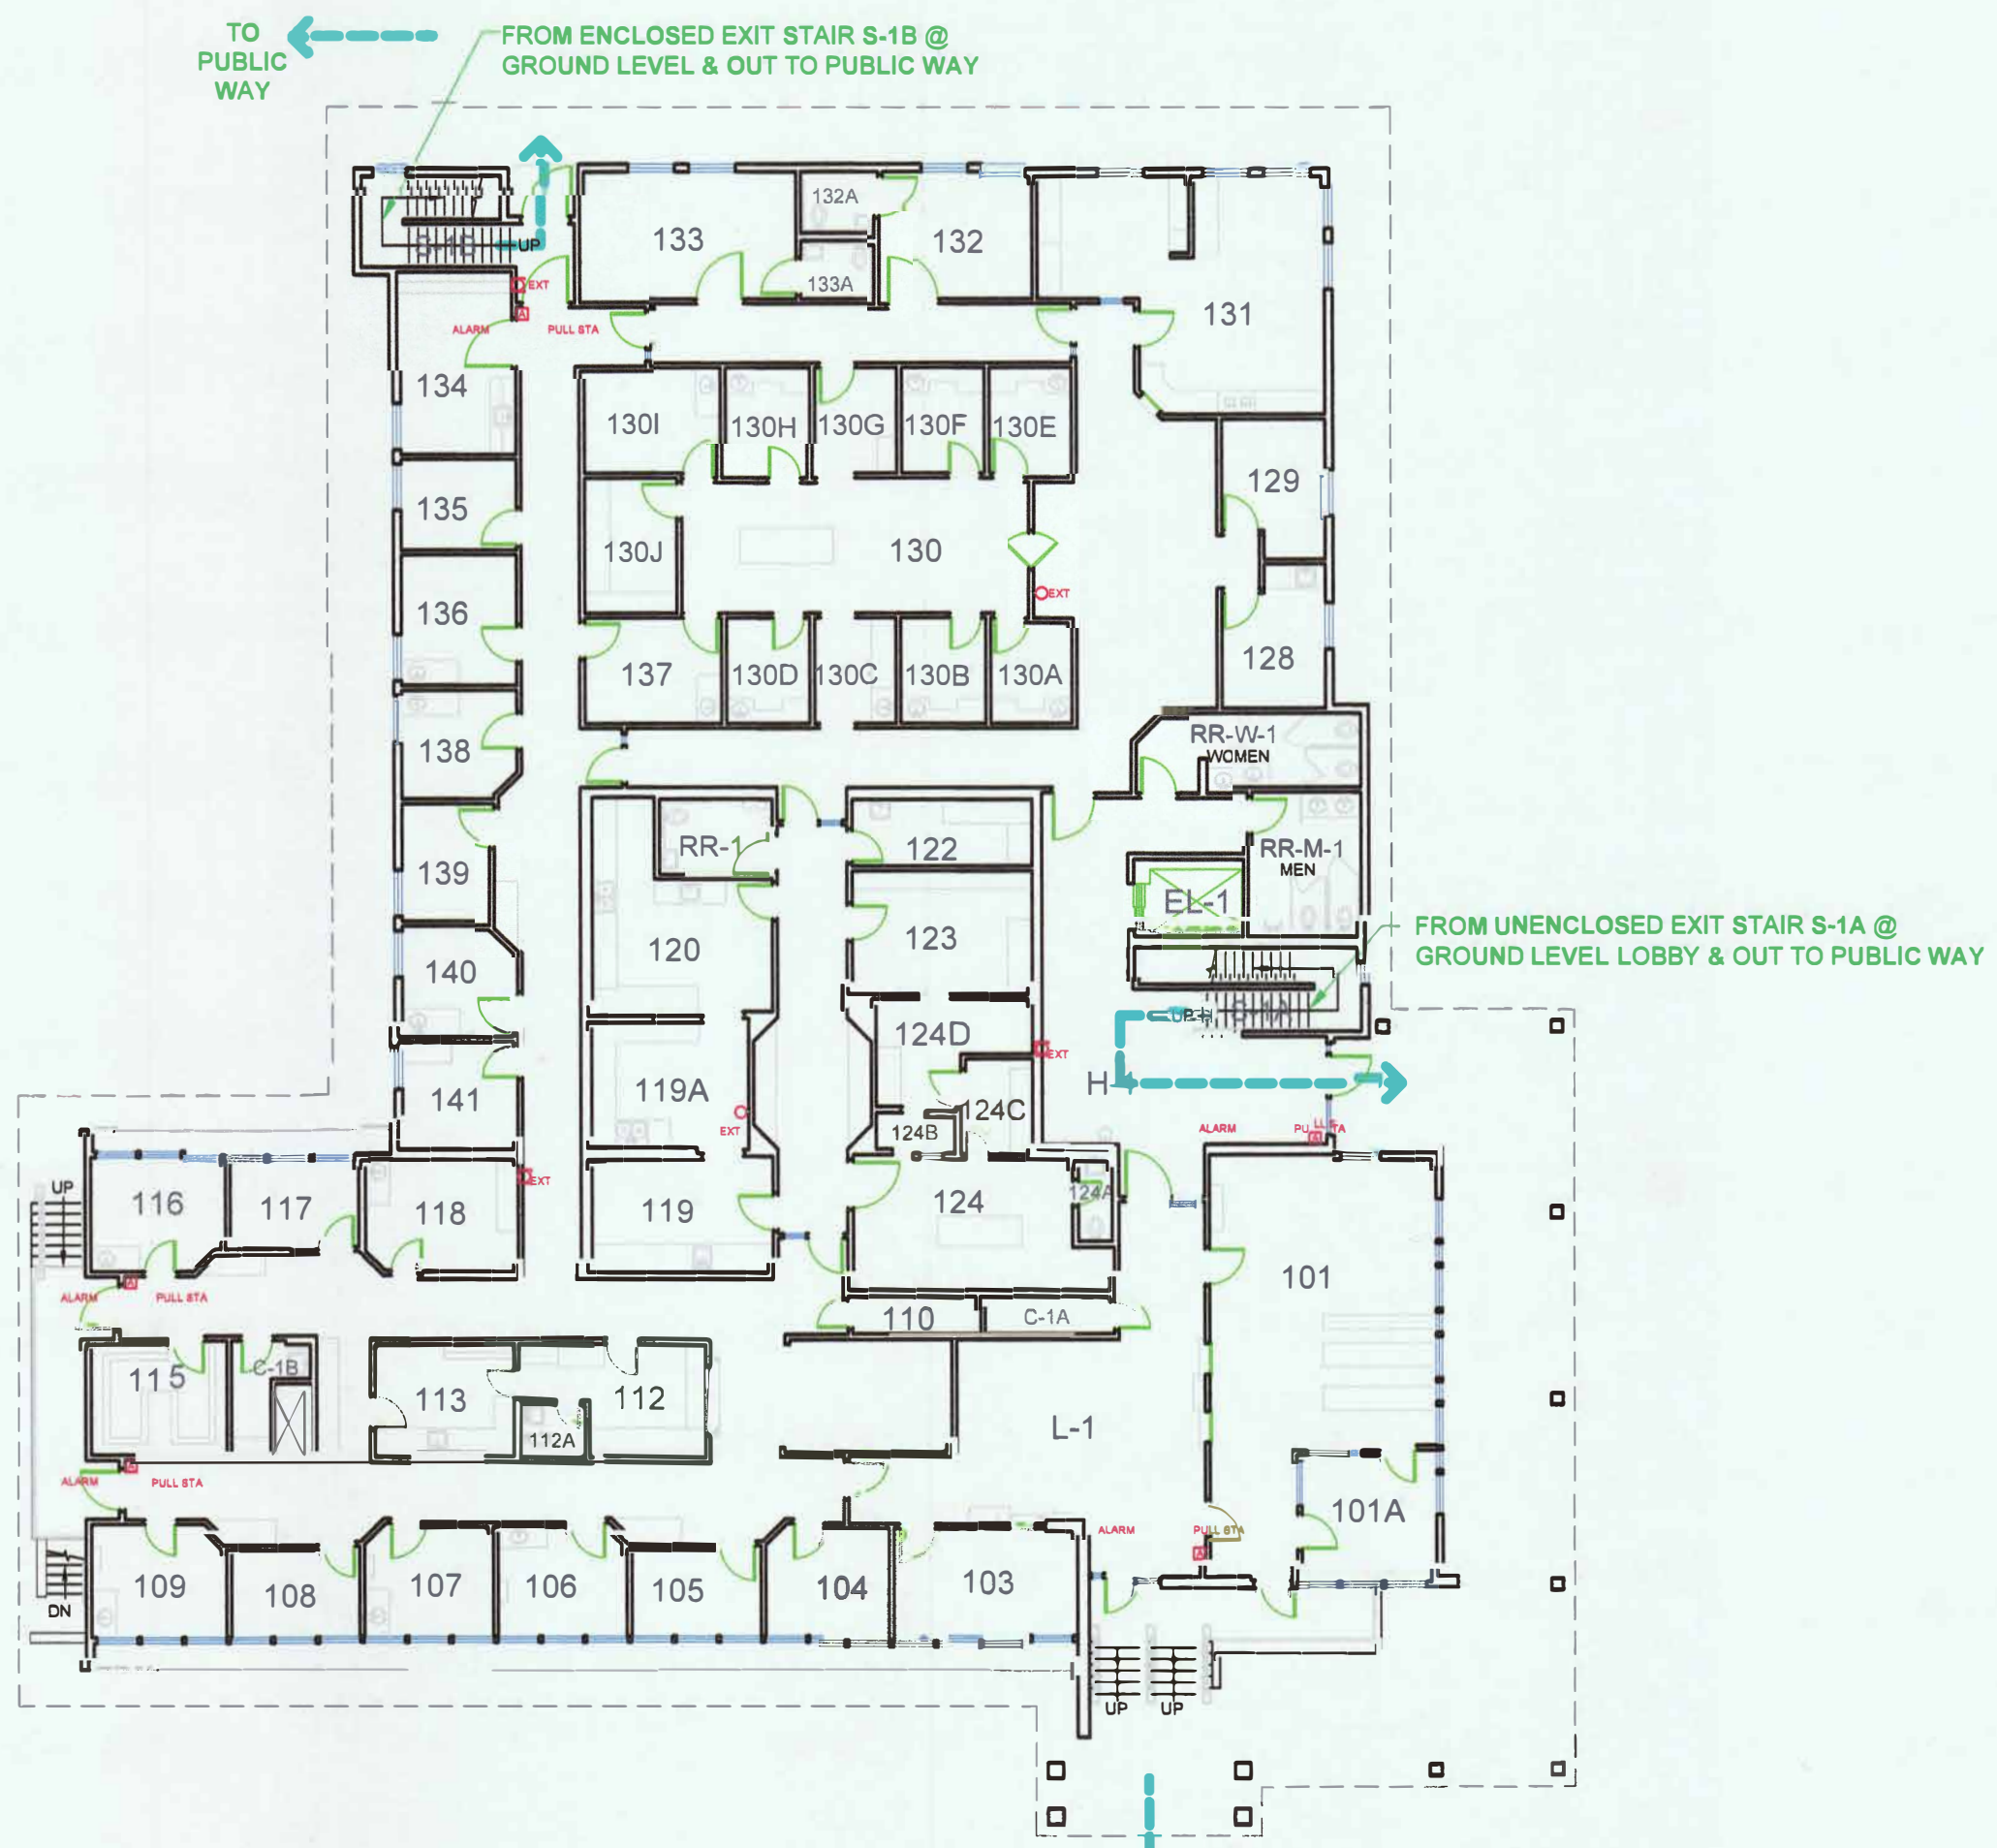 TO
PUBLIC
WAY
FROM ENCLOSED EXIT STAIR S-1B @
GROUND LEVEL & OUT TO PUBLIC WAY
132A
133
132
UP
133A
EXT
131
ALARM
PULL STA
134
130I
130H
130G
130F
130E
129
135
130J
130
EXT
136
128
137
130D
130C
130B
130A
138
RR-W-1
WOMEN
RR-1
122
RR-M-1
MEN
139
EL-1
FROM UNENCLOSED EXIT STAIR S-1A @
GROUND LEVEL LOBBY & OUT TO PUBLIC WAY
120
123
140
124D
S-1A
EXT
119A
124C
141
124B
EXT
ALARM
EXT
UP
116
117
118
119
124
124A
101
ALARM
PULL STA
110
C-1A
115
C-1B
113
112
112A
L-1
ALARM
PULL STA
101A
ALARM
PULL STA
109
108
107
106
105
104
103
DN
UP
UP